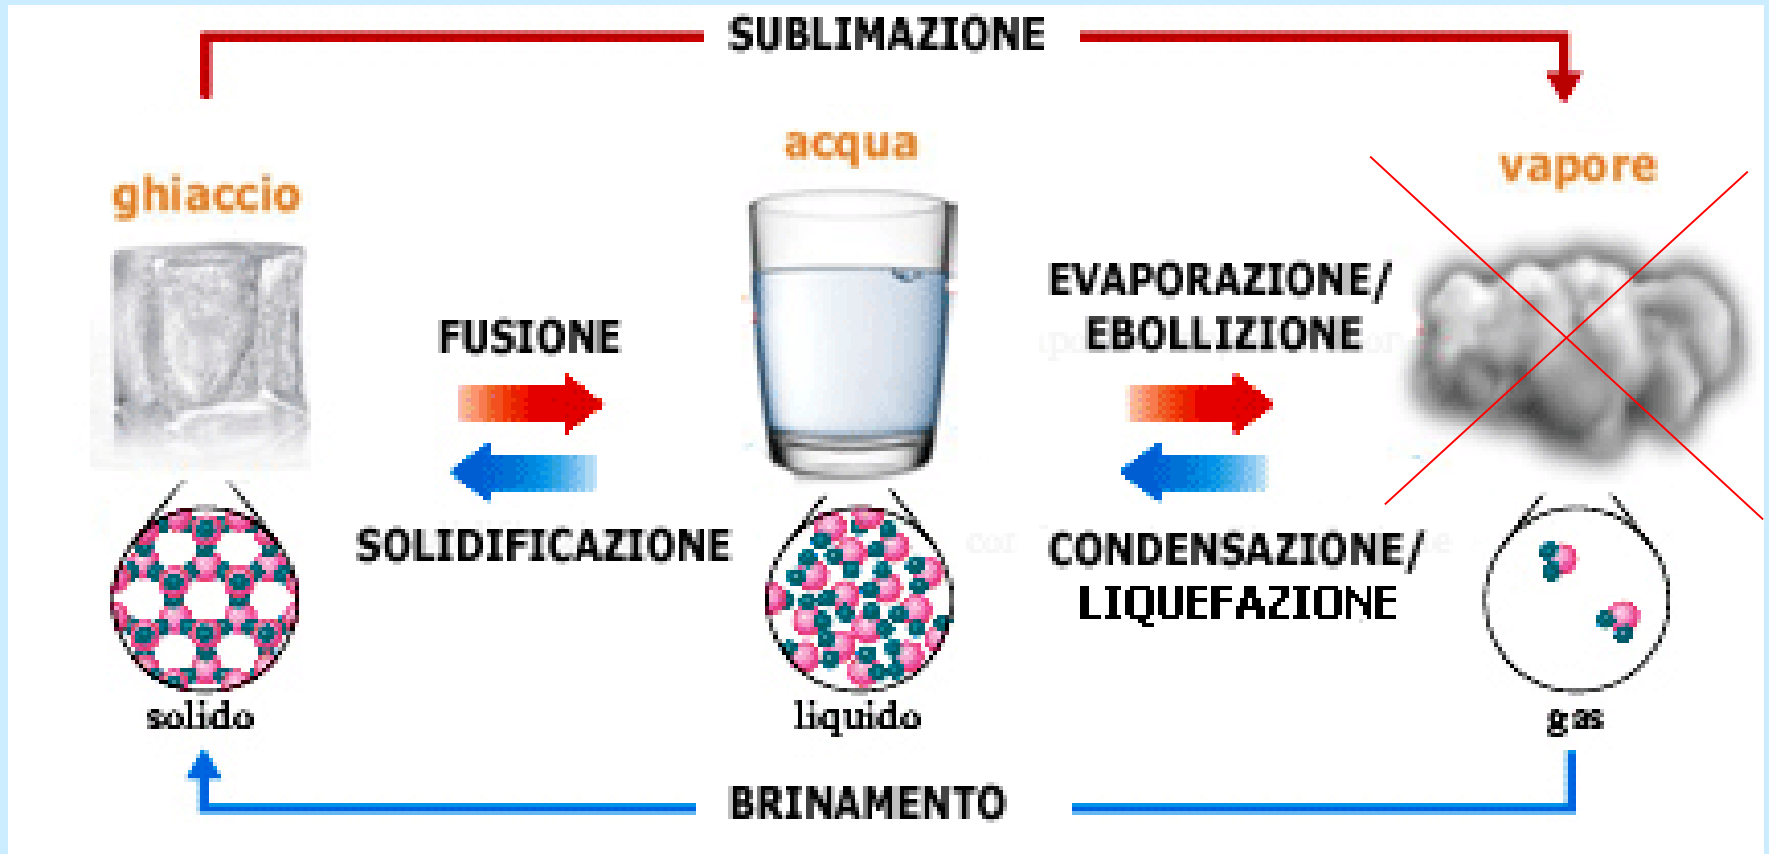 SUBLIMAZIONE
ghiaccio
acqua
vapore
FUSIONE
SOLIDIFICAZIONE
EVAPORAZIONE/
EBOLLIZIONE
CONDENSAZIONE/
LIQUEFAZIONE
solido
liquido
gas
BRINAMENTO